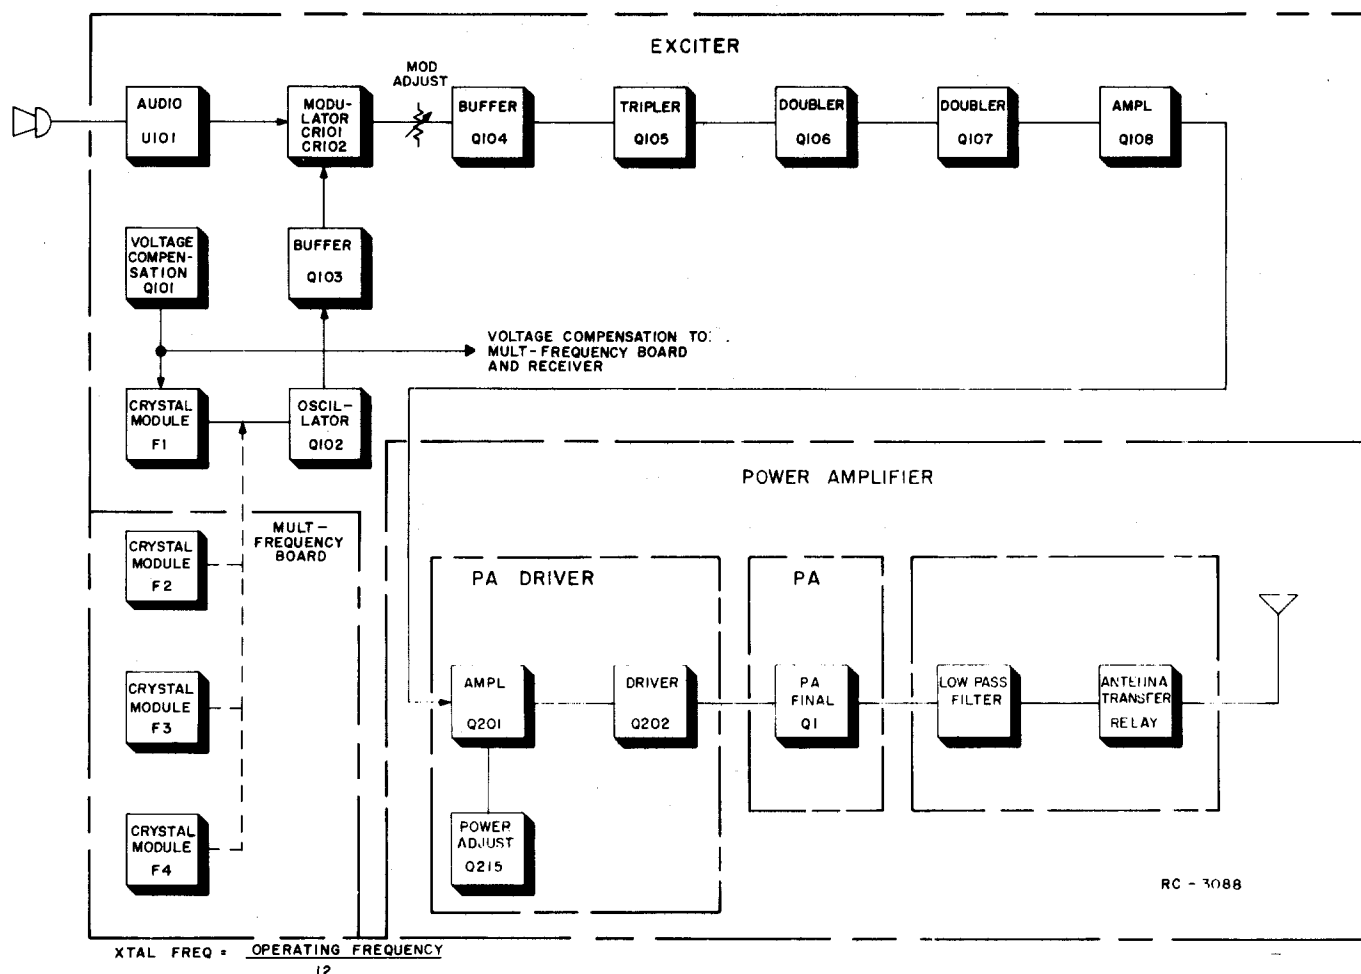 EXCITER
MOD
ADJUST
AUDIO
U101
MODU-
LATOR
CR101
CR102
BUFFER
Q104
TRIPLER
Q105
DOUBLER
Q106
DOUBLER
Q107
AMPL
Q108
VOLTAGE
COMPEN-
SATION
Q101
BUFFER
Q103
VOLTAGE COMPENSATION TO
MULT-FREQUENCY BOARD
AND RECEIVER
CRYSTAL
MODULE
F1
OSCIL-
LATOR
Q102
POWER AMPLIFIER
MULT-
FREQUENCY
BOARD
CRYSTAL
MODULE
F2
PA DRIVER
PA
CRYSTAL
MODULE
F3
AMPL
Q201
DRIVER
Q202
PA
FINAL
Q1
LOW PASS
FILTER
ANTENNA
TRANSFER
RELAY
CRYSTAL
MODULE
F4
POWER
ADJUST
Q215
RC - 3088
XTAL FREQ = OPERATING FREQUENCY
12